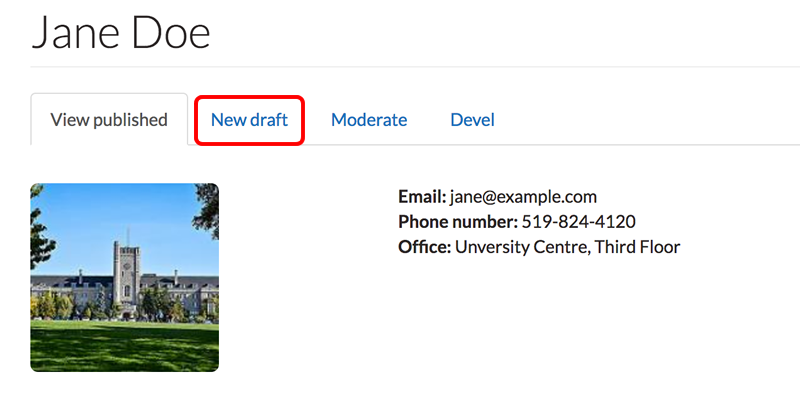 Jane Doe
View published New draft Moderate Devel
Email: jane@example.com
Phone number: 519-824-4120
Office: Unversity Centre, Third Floor